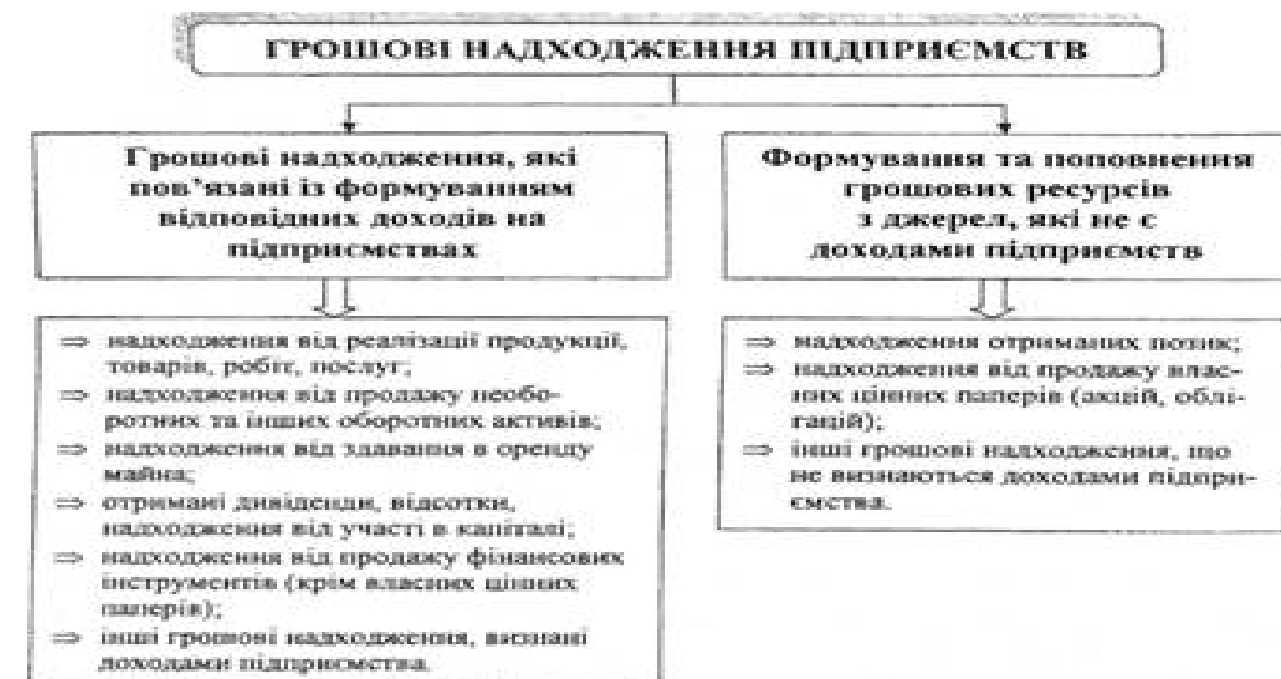 ГРОШОВІ НАДХОДЖЕННЯ ПІДПРИЄМСТВ
Грошові надходження, які
пов’язані із формуванням
відповідних доходів на
підприємствах
⇒ надходження від реалізації продукції,
товарів, робіт, послуг;
⇒ надходження від продажу необо-
ротних та інших оборотних активів;
⇒ надходження від здавання в оренду
майна;
⇒ отримані дивіденди, відсотки,
надходження від участі в капіталі;
⇒ надходження від продажу фінансових
інструментів (крім власних цінних
паперів);
⇒ інші грошові надходження, визнані
доходами підприємства.
Формування та поповнення
грошових ресурсів
з джерел, які не є
доходами підприємств
⇒ надходження отриманих позик;
⇒ надходження від продажу влас-
них цінних паперів (акцій, облі-
гацій);
⇒ інші грошові надходження, що
не визнаються доходами підпри-
ємства.